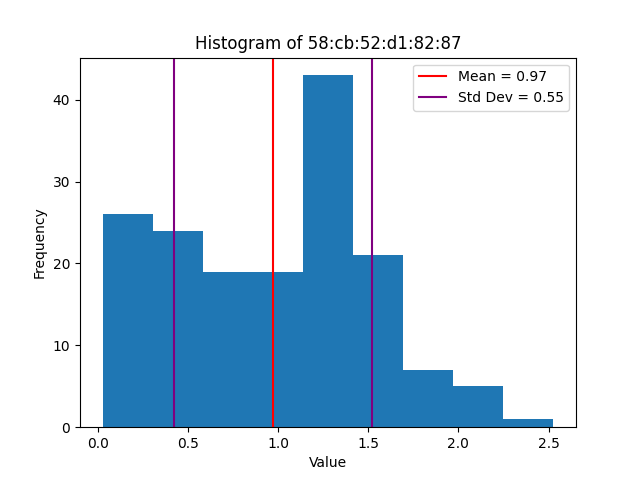 Histogram of 58:cb:52:d1:82:87
Mean = 0.97
Std Dev = 0.55
Frequency
40
30
20
10
0
0.0 0.5 1.0 1.5 2.0 2.5
Value